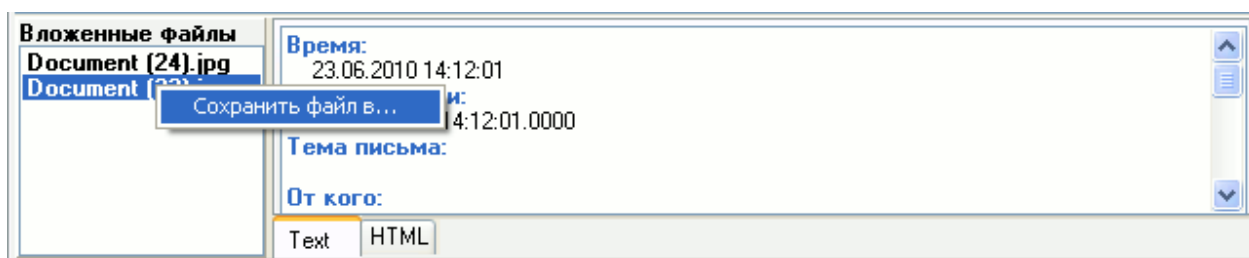 Вложенные файлы
Document (24).jpg
Document
Сохранить файл в...
Время:
23.06.2010 14:12:01
и:
14:12:01.0000
Тема письма:
От кого:
Text HTML